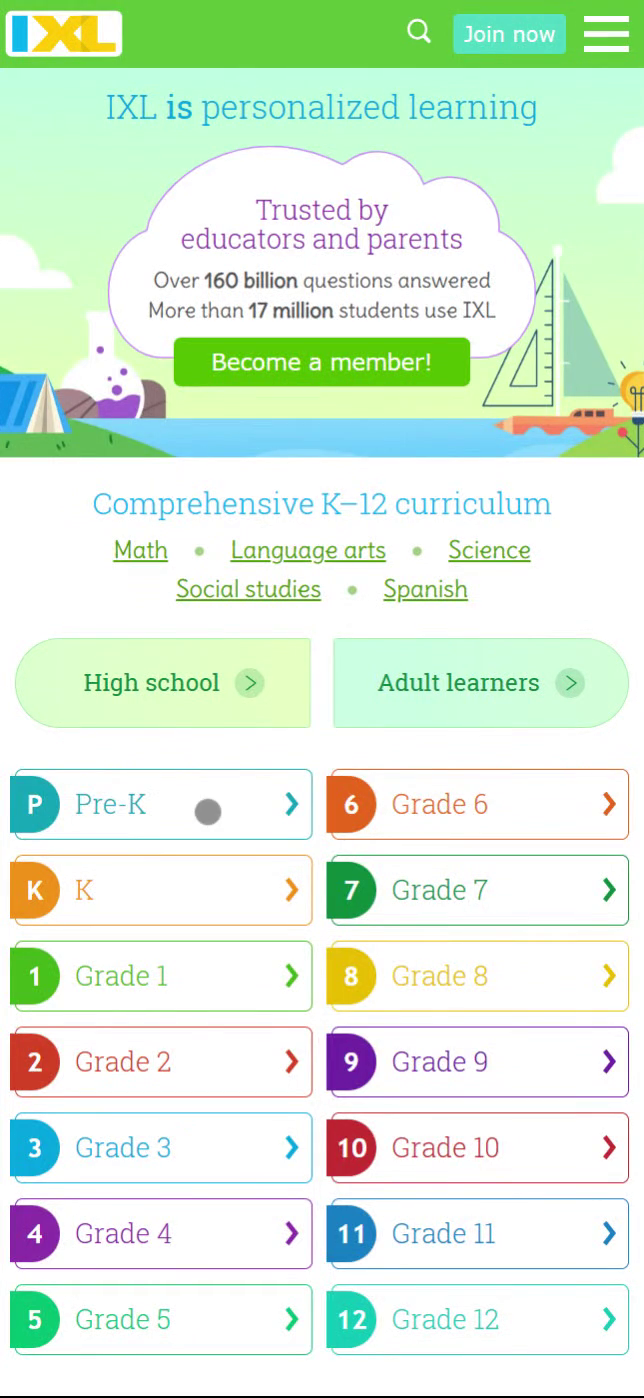 IXL
Join now
IXL is personalized learning
Trusted by
educators and parents
Over 160 billion questions answered
More than 17 million students use IXL
Become a member!
Comprehensive K–12 curriculum
Math • Language arts • Science
Social studies • Spanish
High school
Adult learners
P Pre-K
6 Grade 6
K K
7 Grade 7
1 Grade 1
8 Grade 8
2 Grade 2
9 Grade 9
3 Grade 3
10 Grade 10
4 Grade 4
11 Grade 11
5 Grade 5
12 Grade 12